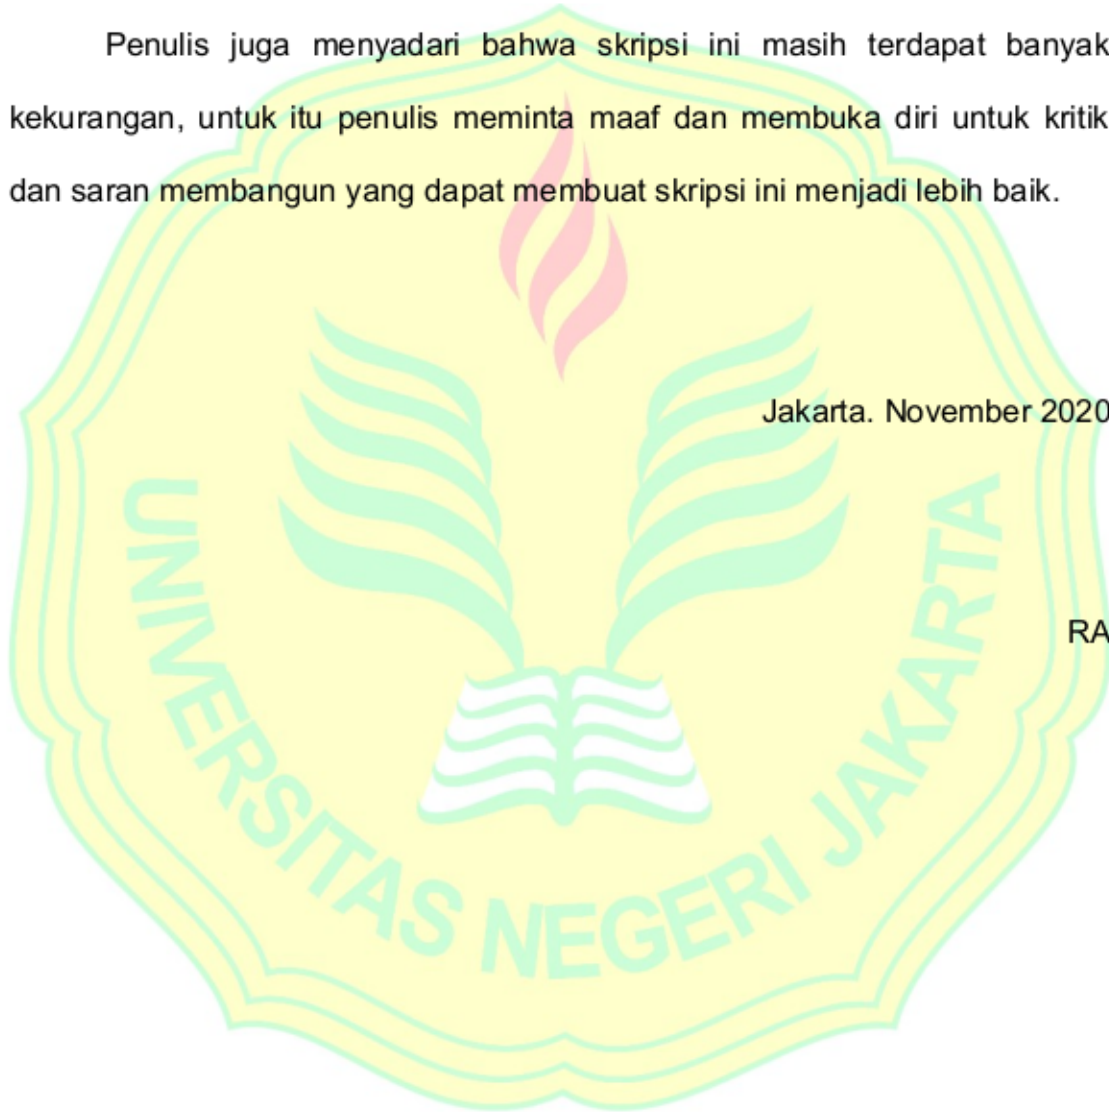 Penulis juga menyadari bahwa skripsi ini masih terdapat banyak
kekurangan, untuk itu penulis meminta maaf dan membuka diri untuk kritik
dan saran membangun yang dapat membuat skripsi ini menjadi lebih baik.
Jakarta. November 2020
RA
UNIVERSITAS NEGERI JAKARTA